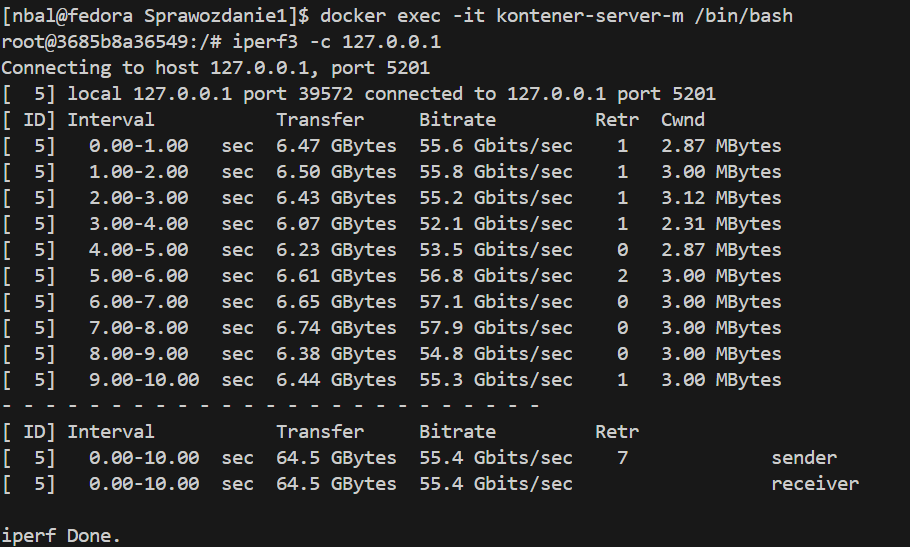 [nbal@fedora Sprawozdanie1]$ docker exec -it kontener-server-m /bin/bash
root@3685b8a36549:/# iperf3 -c 127.0.0.1
Connecting to host 127.0.0.1, port 5201
[  5] local 127.0.0.1 port 39572 connected to 127.0.0.1 port 5201
[ ID] Interval           Transfer     Bitrate         Retr  Cwnd
[  5]   0.00-1.00   sec  6.47 GBytes  55.6 Gbits/sec    1   2.87 MBytes
[  5]   1.00-2.00   sec  6.50 GBytes  55.8 Gbits/sec    1   3.00 MBytes
[  5]   2.00-3.00   sec  6.43 GBytes  55.2 Gbits/sec    1   3.12 MBytes
[  5]   3.00-4.00   sec  6.07 GBytes  52.1 Gbits/sec    1   2.31 MBytes
[  5]   4.00-5.00   sec  6.23 GBytes  53.5 Gbits/sec    0   2.87 MBytes
[  5]   5.00-6.00   sec  6.61 GBytes  56.8 Gbits/sec    2   3.00 MBytes
[  5]   6.00-7.00   sec  6.65 GBytes  57.1 Gbits/sec    0   3.00 MBytes
[  5]   7.00-8.00   sec  6.74 GBytes  57.9 Gbits/sec    0   3.00 MBytes
[  5]   8.00-9.00   sec  6.38 GBytes  54.8 Gbits/sec    0   3.00 MBytes
[  5]   9.00-10.00  sec  6.44 GBytes  55.3 Gbits/sec    1   3.00 MBytes
- - - - - - - - - - - - - - - - - - - - - - - - -
[ ID] Interval           Transfer     Bitrate         Retr
[  5]   0.00-10.00  sec  64.5 GBytes  55.4 Gbits/sec    7             sender
[  5]   0.00-10.00  sec  64.5 GBytes  55.4 Gbits/sec                  receiver

iperf Done.